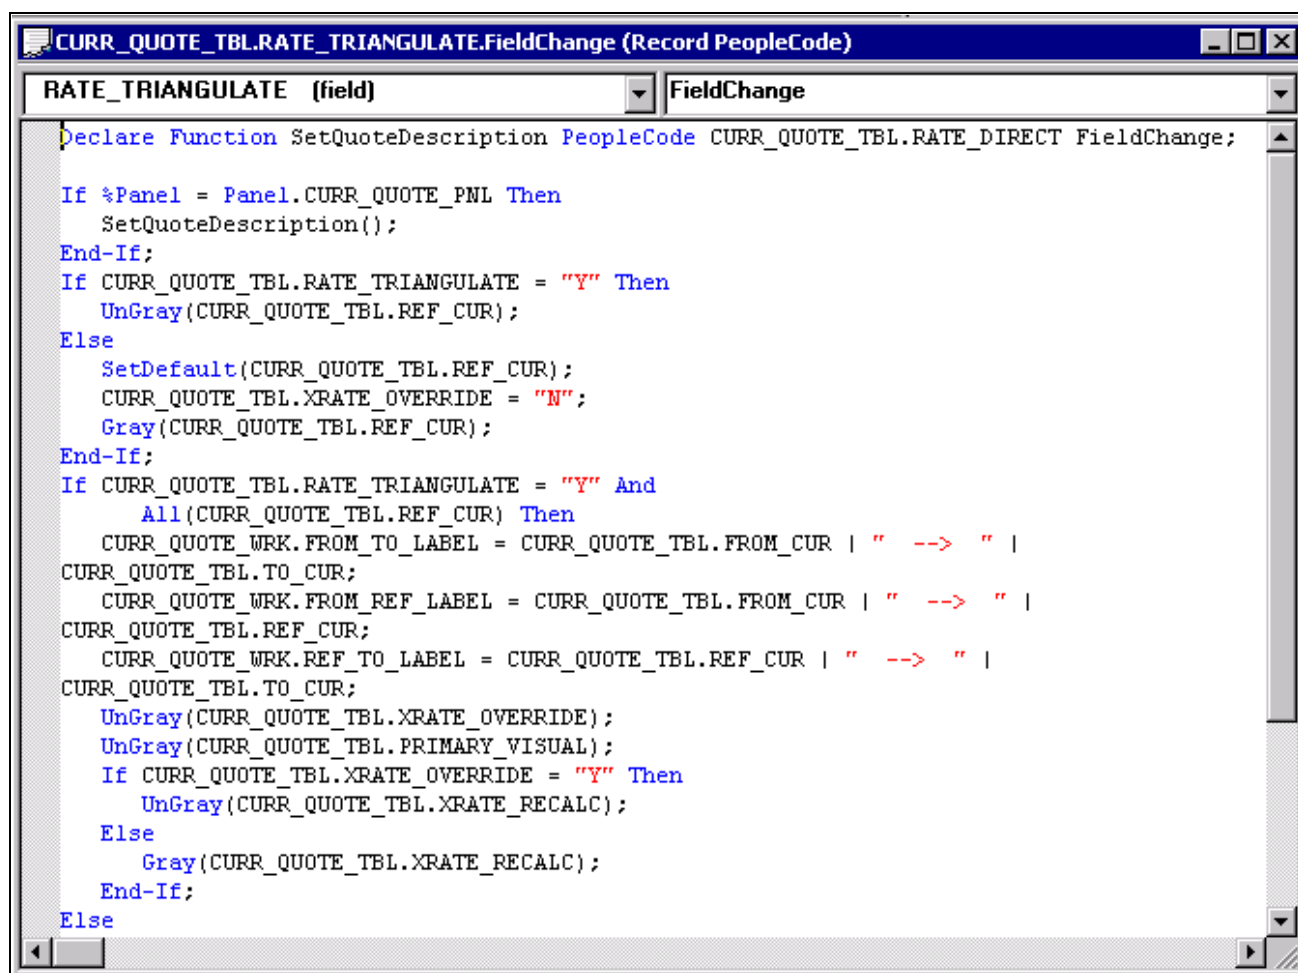 CURR_QUOTE_TBL.RATE_TRIANGULATE.FieldChange (Record PeopleCode)
RATE_TRIANGULATE (field) FieldChange
Declare Function SetQuoteDescription PeopleCode CURR_QUOTE_TBL.RATE_DIRECT FieldChange;
If %Panel = Panel.CURR_QUOTE_PNL Then
SetQuoteDescription();
End-If;
If CURR_QUOTE_TBL.RATE_TRIANGULATE = "Y" Then
UnGray(CURR_QUOTE_TBL.REF_CUR);
Else
SetDefault(CURR_QUOTE_TBL.REF_CUR);
CURR_QUOTE_TBL.XRATE_OVERRIDE = "N";
Gray(CURR_QUOTE_TBL.REF_CUR);
End-If;
If CURR_QUOTE_TBL.RATE_TRIANGULATE = "Y" And
All(CURR_QUOTE_TBL.REF_CUR) Then
CURR_QUOTE_WRK.FROM_TO_LABEL = CURR_QUOTE_TBL.FROM_CUR | "  -->  " |
CURR_QUOTE_TBL.TO_CUR;
CURR_QUOTE_WRK.FROM_REF_LABEL = CURR_QUOTE_TBL.FROM_CUR | "  -->  " |
CURR_QUOTE_TBL.REF_CUR;
CURR_QUOTE_WRK.REF_TO_LABEL = CURR_QUOTE_TBL.REF_CUR | "  -->  " |
CURR_QUOTE_TBL.TO_CUR;
UnGray(CURR_QUOTE_TBL.XRATE_OVERRIDE);
UnGray(CURR_QUOTE_TBL.PRIMARY_VISUAL);
If CURR_QUOTE_TBL.XRATE_OVERRIDE = "Y" Then
UnGray(CURR_QUOTE_TBL.XRATE_RECALC);
Else
Gray(CURR_QUOTE_TBL.XRATE_RECALC);
End-If;
Else